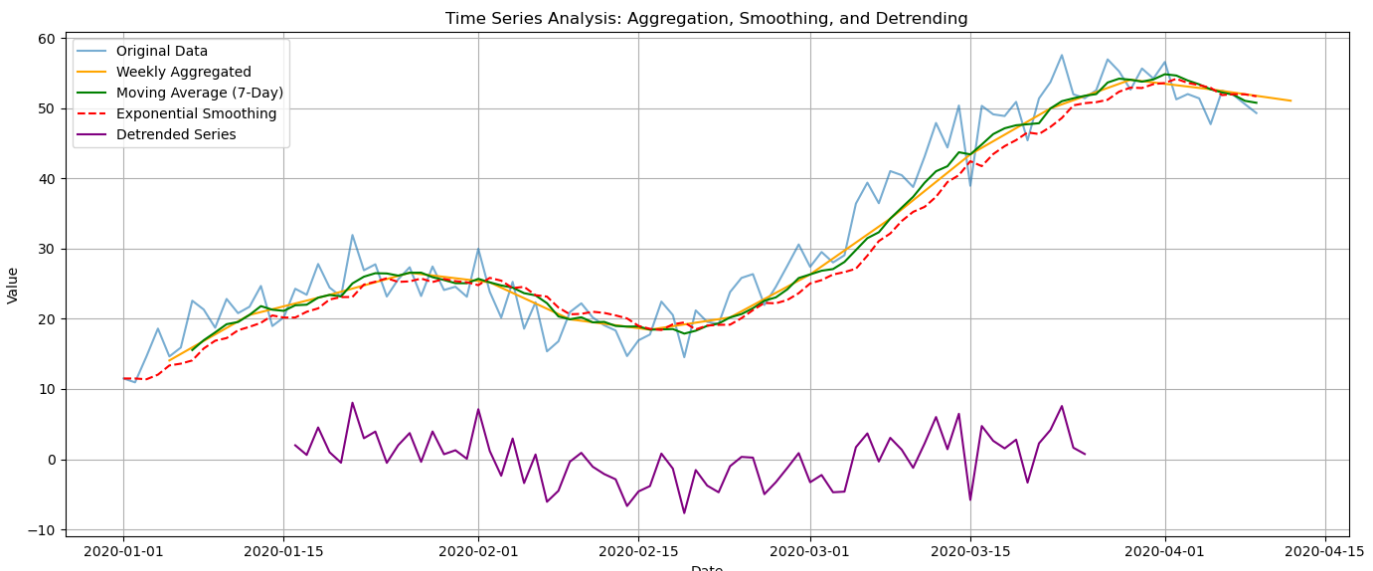 Time Series Analysis: Aggregation, Smoothing, and Detrending
Original Data
Weekly Aggregated
Moving Average (7-Day)
Exponential Smoothing
Detrended Series
Value
60
50
40
30
20
10
0
−10
2020-01-01
2020-01-15
2020-02-01
2020-02-15
2020-03-01
2020-03-15
2020-04-01
2020-04-15
Date